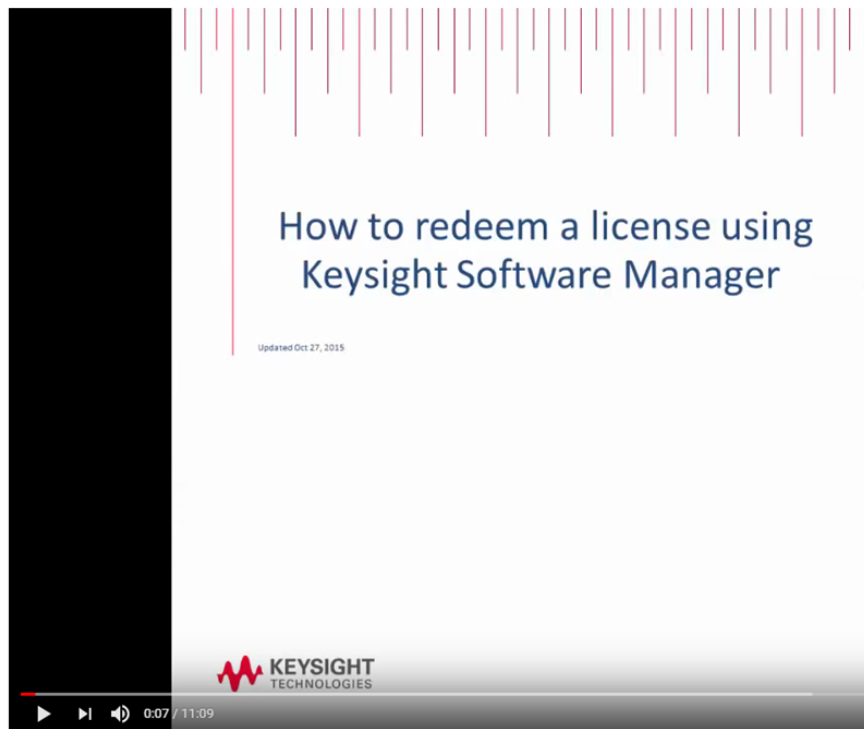 How to redeem a license using
Keysight Software Manager
Updated Oct 27, 2015
KEYSIGHT
TECHNOLOGIES
0:07 / 11:09